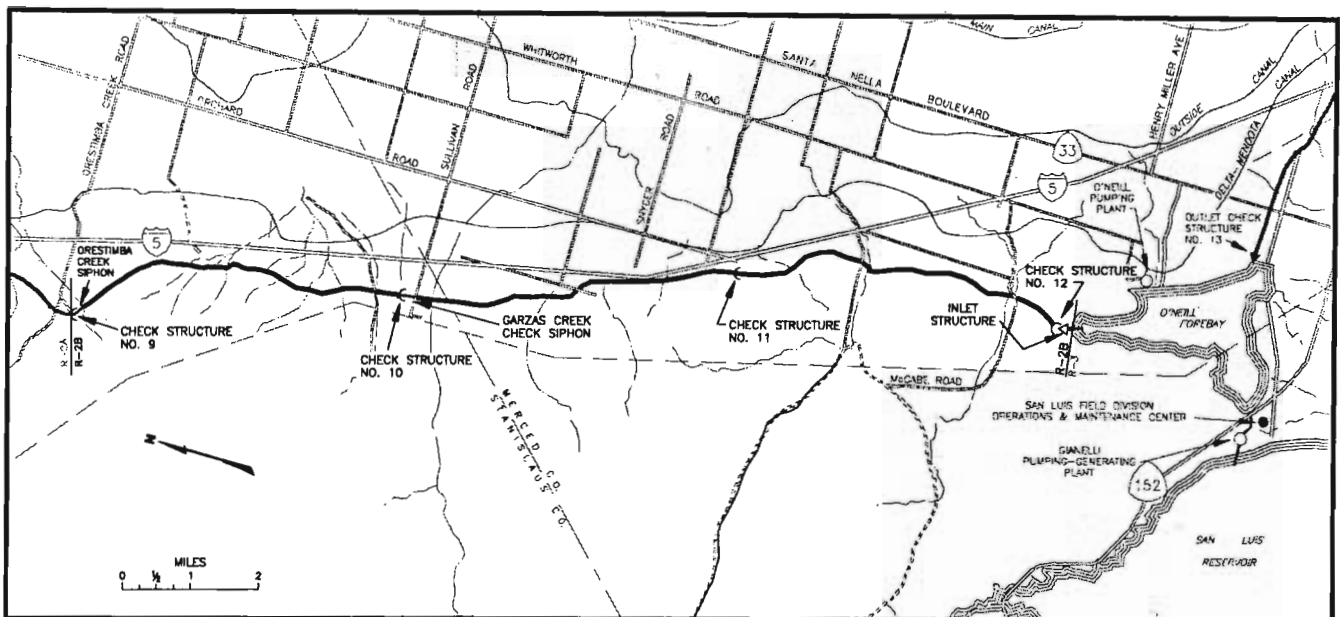 MAIN CANAL
ORESTIMBA CREEK ROAD
ORCHARD ROAD
WHITWORTH ROAD
SULLIVAN ROAD
SNYDER ROAD
SANTA NELLA BOULEVARD
33
HENRY MILLER AVE
OUTSIDE CANAL
DELTA-MENDOTA CANAL
5
5
O'NEILL
PUMPING
PLANT
OUTLET CHECK
STRUCTURE
NO. 13
ORESTIMBA
CREEK
SIPHON
CHECK STRUCTURE
NO. 9
R-2A
R-2B
CHECK STRUCTURE
NO. 10
GARZAS CREEK
CHECK SIPHON
CHECK STRUCTURE
NO. 11
INLET
STRUCTURE
CHECK STRUCTURE
NO. 12
R-2B
R-3
O'NEILL
FOREBAY
McCABE ROAD
SAN LUIS FIELD DIVISION
OPERATIONS & MAINTENANCE CENTER
GIANELLI
PUMPING-GENERATING
PLANT
152
SAN LUIS
RESERVOIR
MERCED CO.
STANISLAUS CO.
N
MILES
0 ½ 1 2